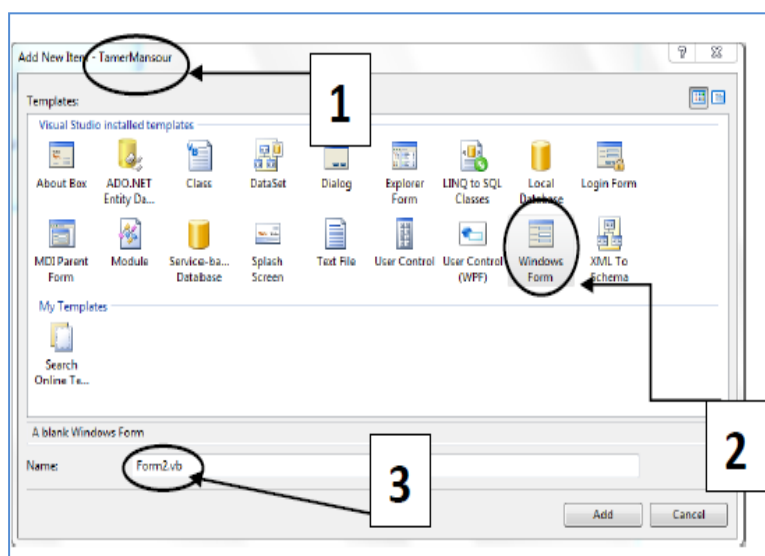 Add New Item - TamerMansour
1
Templates:
Visual Studio installed templates
About Box
ADO.NET Entity Da...
Class
DataSet
Dialog
Explorer Form
LINQ to SQL Classes
Local Database
Login Form
MDI Parent Form
Module
Service-ba... Database
Splash Screen
Text File
User Control
User Control (WPF)
Windows Form
XML To Schema
My Templates
Search Online Te...
2
A blank Windows Form
Name:
Form2.vb
3
Add
Cancel